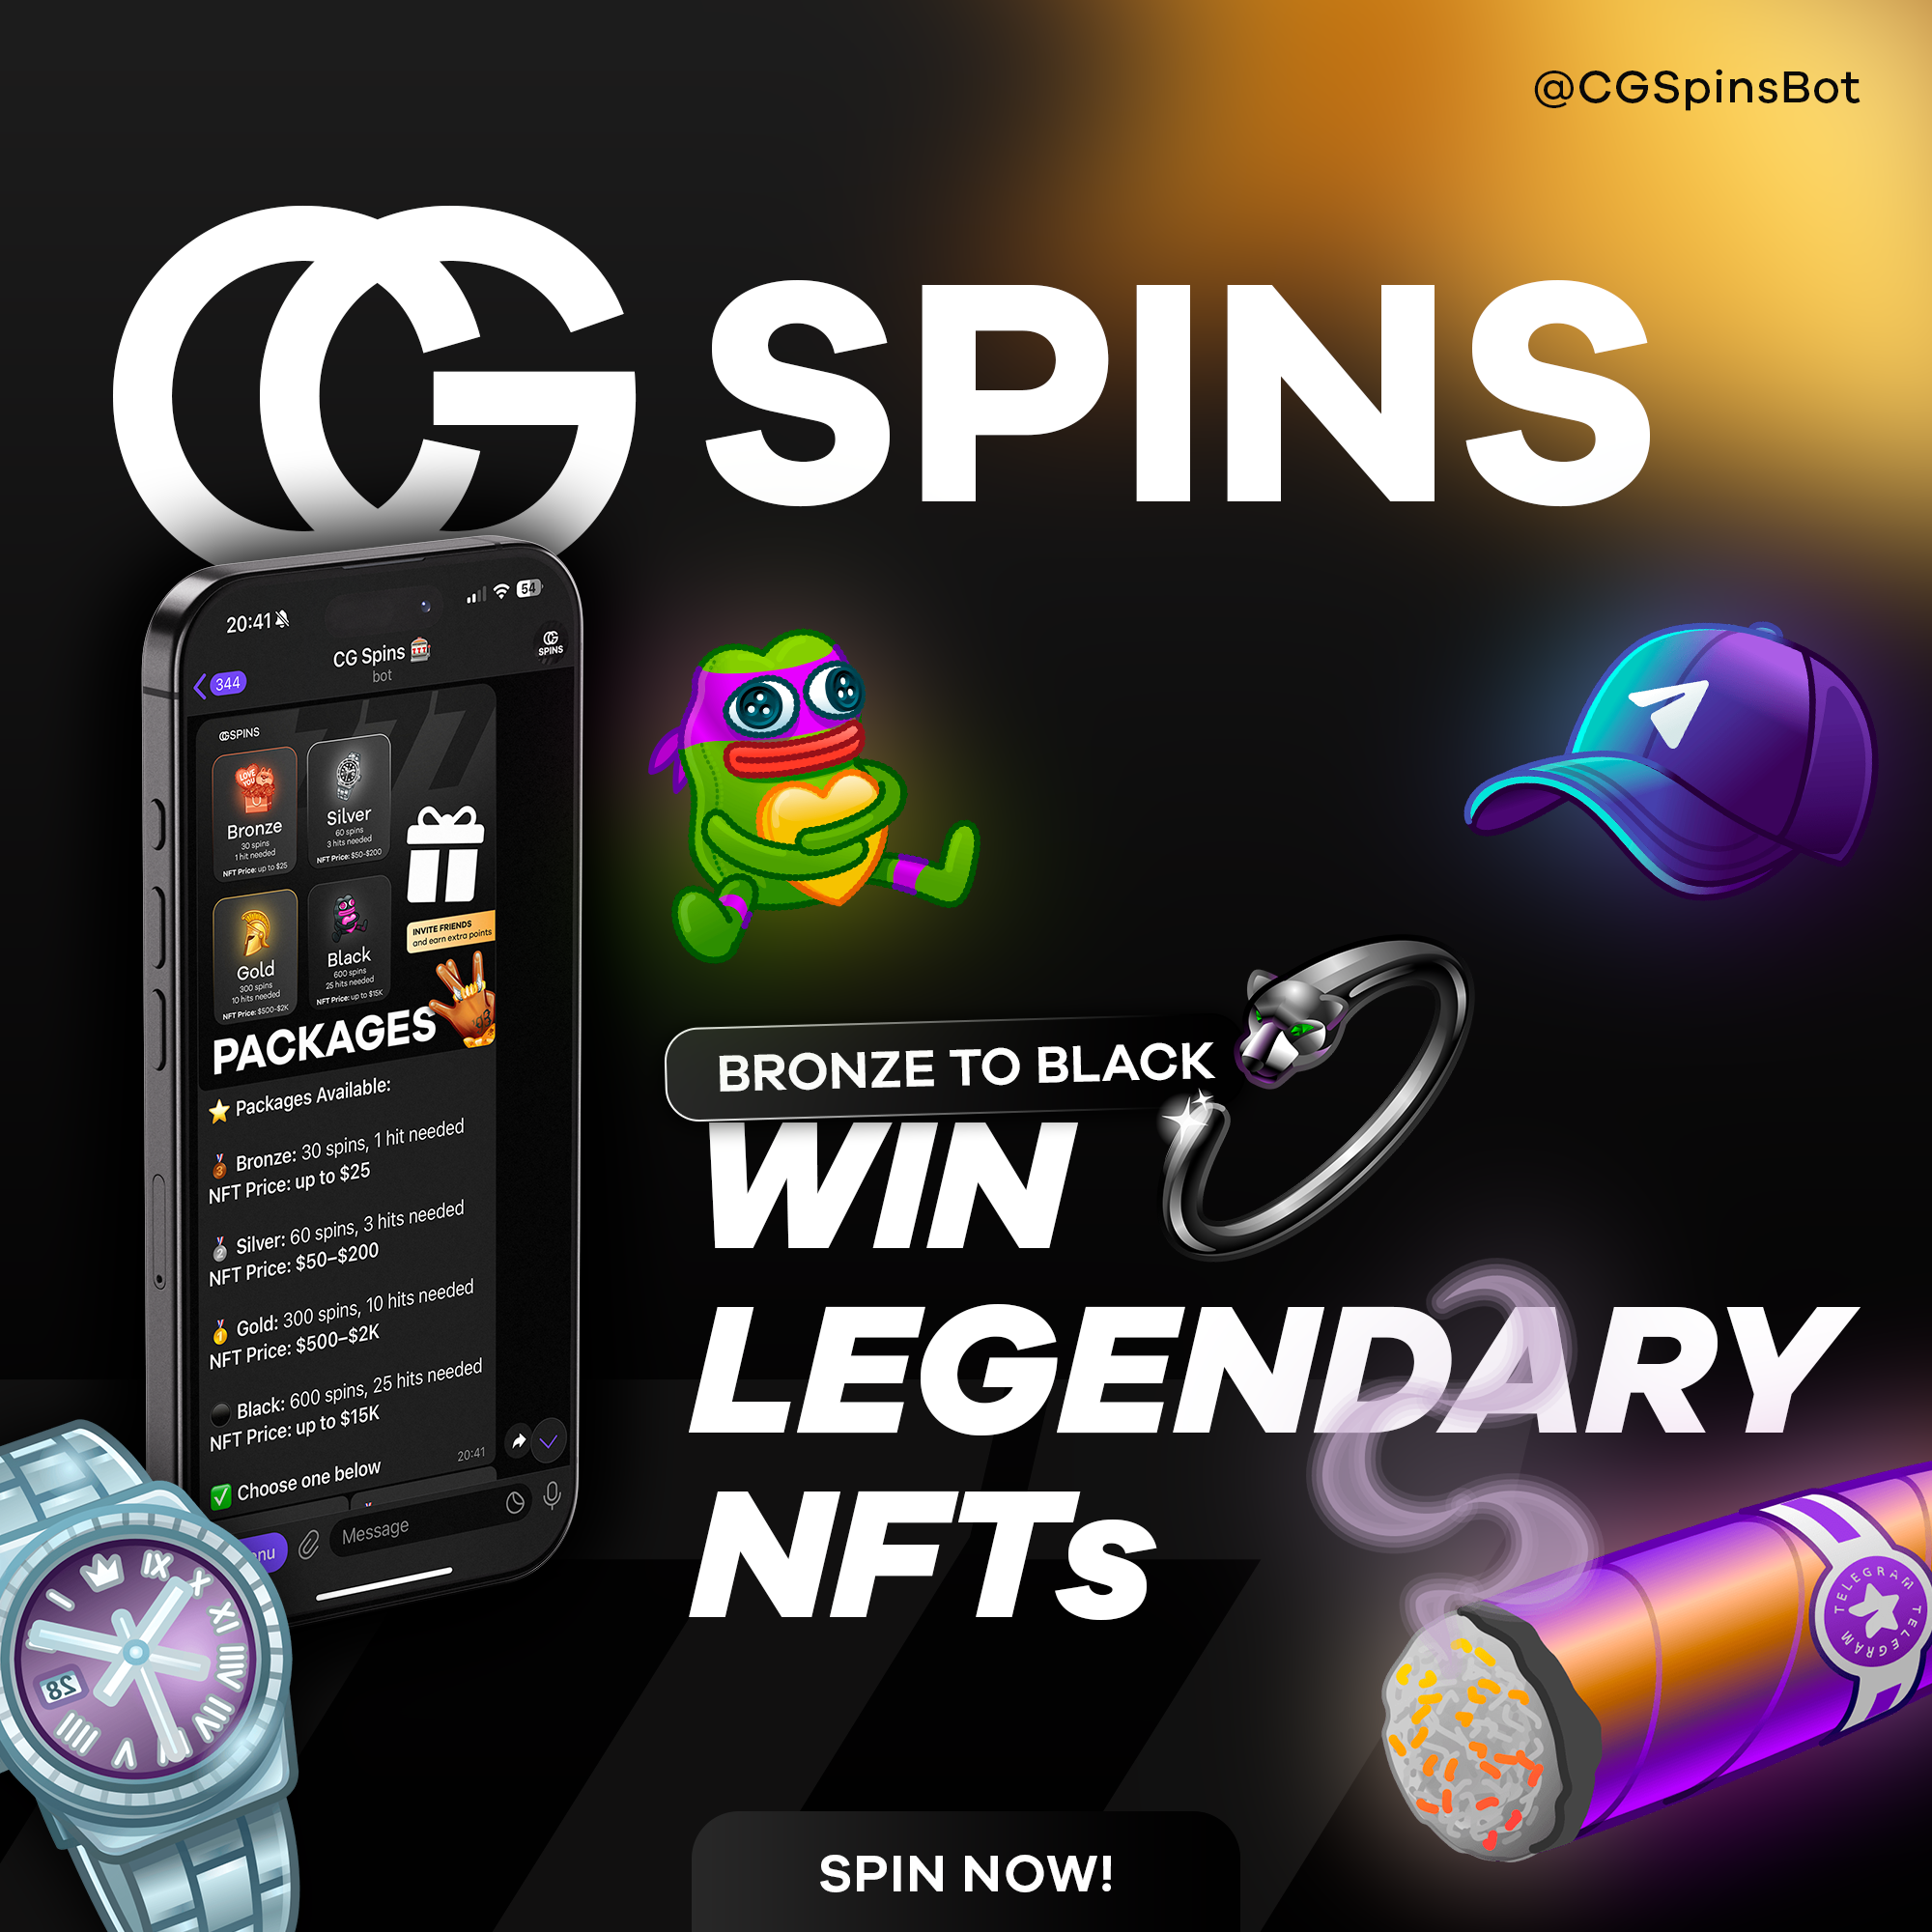 @CGSpinsBot
CG SPINS
20:41
54
344
CG Spins
bot
CG SPINS
CGSPINS
777
Bronze
30 spins
1 hit needed
NFT Price: up to $25
Silver
60 spins
3 hits needed
NFT Price: $50-$200
Gold
300 spins
10 hits needed
NFT Price: $500-$2K
Black
600 spins
25 hits needed
NFT Price: up to $15K
INVITE FRIENDS
and earn extra points
PACKAGES
Packages Available:
Bronze: 30 spins, 1 hit needed
NFT Price: up to $25
Silver: 60 spins, 3 hits needed
NFT Price: $50–$200
Gold: 300 spins, 10 hits needed
NFT Price: $500–$2K
Black: 600 spins, 25 hits needed
NFT Price: up to $15K
Choose one below
20:41
enu
Message
BRONZE TO BLACK
WIN
LEGENDARY
NFTs
28
TELEGRAM TELEGRAM
SPIN NOW!